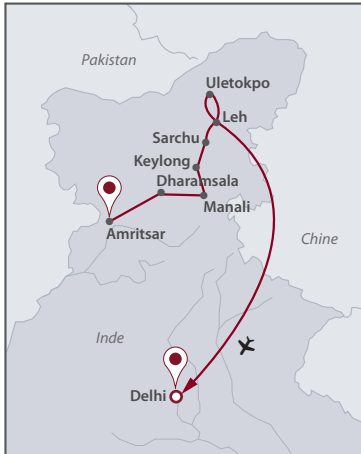 Pakistan
Uletokpo
Leh
Sarchu
Keylong
Dharamsala
Manali
Amritsar
Chine
Inde
Delhi